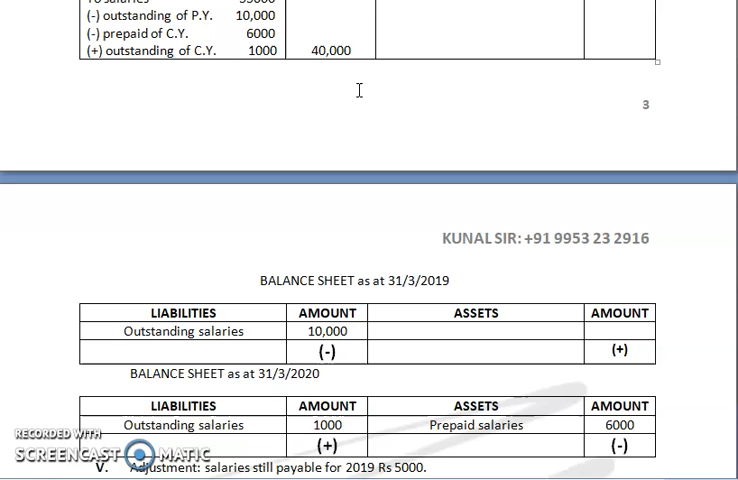 To salaries 55000
(-) outstanding of P.Y. 10,000
(-) prepaid of C.Y. 6000
(+) outstanding of C.Y. 1000 40,000
3
KUNAL SIR: +91 9953 23 2916
BALANCE SHEET as at 31/3/2019
LIABILITIES AMOUNT ASSETS AMOUNT
Outstanding salaries 10,000
(-) (+)
BALANCE SHEET as at 31/3/2020
LIABILITIES AMOUNT ASSETS AMOUNT
Outstanding salaries 1000 Prepaid salaries 6000
(+) (-)
RECORDED WITH
SCREENCAST MATIC
V. Adjustment: salaries still payable for 2019 Rs 5000.